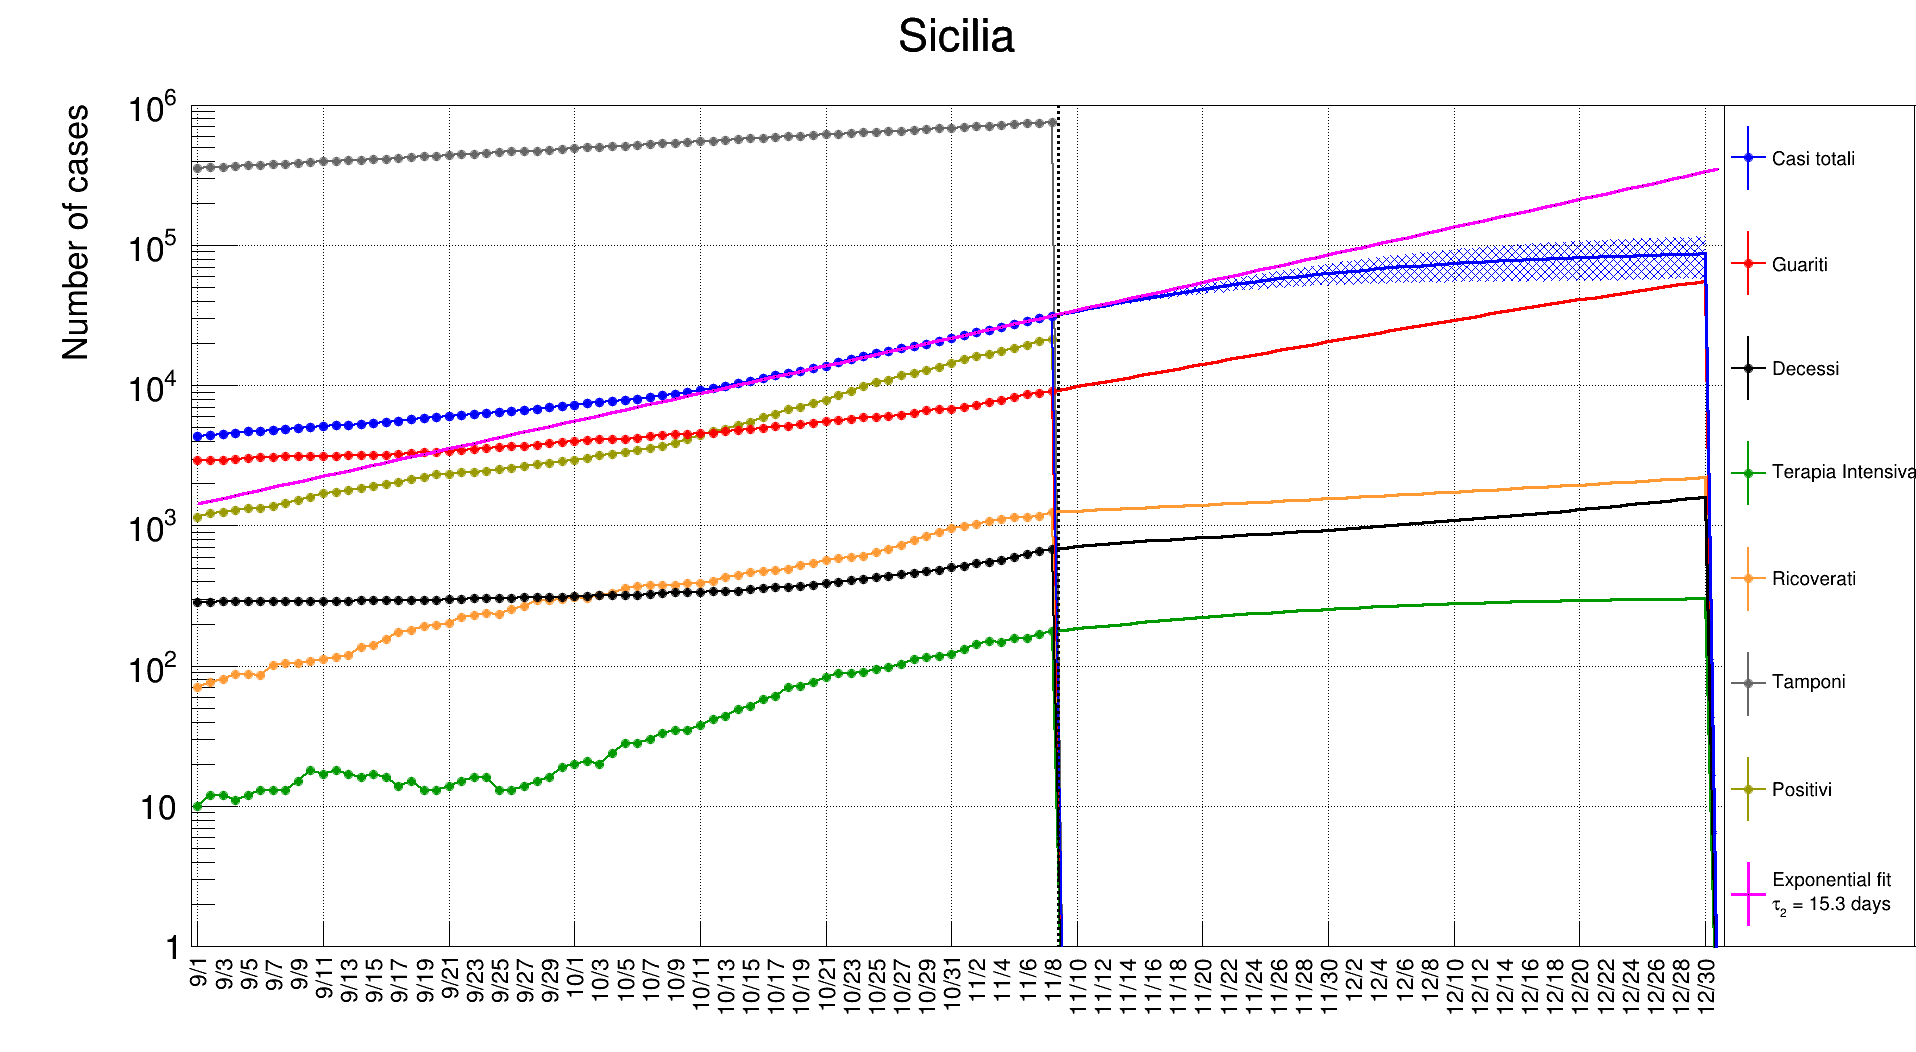 Sicilia
Number of cases
10^6
10^5
10^4
10^3
10^2
10
1
9/1 9/3 9/5 9/7 9/9 9/11 9/13 9/15 9/17 9/19 9/21 9/23 9/25 9/27 9/29 10/1 10/3 10/5 10/7 10/9 10/11 10/13 10/15 10/17 10/19 10/21 10/23 10/25 10/27 10/29 10/31 11/2 11/4 11/6 11/8 11/10 11/12 11/14 11/16 11/18 11/20 11/22 11/24 11/26 11/28 11/30 12/2 12/4 12/6 12/8 12/10 12/12 12/14 12/16 12/18 12/20 12/22 12/24 12/26 12/28 12/30
Casi totali
Guariti
Decessi
Terapia Intensiva
Ricoverati
Tamponi
Positivi
Exponential fit
τ_2 = 15.3 days